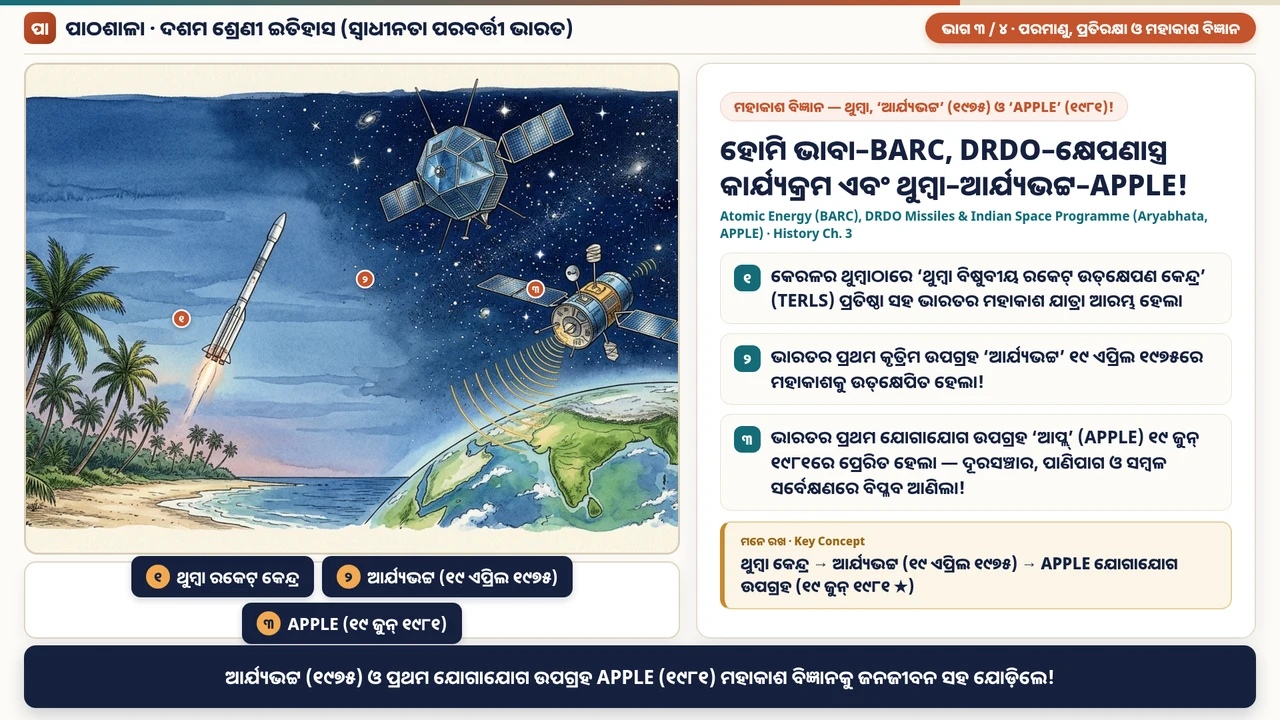 ପା ପାଠଶାଳା · ଦଶମ ଶ୍ରେଣୀ ଇତିହାସ (ସ୍ୱାଧୀନତା ପରବର୍ତ୍ତୀ ଭାରତ)
ଭାଗ ୩ / ୪ · ପରମାଣୁ, ପ୍ରତିରକ୍ଷା ଓ ମହାକାଶ ବିଜ୍ଞାନ
୧
୨
୩
୧ ଥୁମ୍ବା ରକେଟ୍ କେନ୍ଦ୍ର
୨ ଆର୍ଯ୍ୟଭଟ୍ଟ (୧୯ ଏପ୍ରିଲ ୧୯୭୫)
୩ APPLE (୧୯ ଜୁନ୍ ୧୯୮୧)
ମହାକାଶ ବିଜ୍ଞାନ — ଥୁମ୍ବା, ‘ଆର୍ଯ୍ୟଭଟ୍ଟ’ (୧୯୭୫) ଓ ‘APPLE’ (୧୯୮୧)!
ହୋମି ଭାବା–BARC, DRDO–କ୍ଷେପଣାସ୍ତ୍ର
କାର୍ଯ୍ୟକ୍ରମ ଏବଂ ଥୁମ୍ବା–ଆର୍ଯ୍ୟଭଟ୍ଟ–APPLE!
Atomic Energy (BARC), DRDO Missiles & Indian Space Programme (Aryabhata,
APPLE) · History Ch. 3
୧ କେରଳର ଥୁମ୍ବାଠାରେ ‘ଥୁମ୍ବା ବିଷୁବୀୟ ରକେଟ୍ ଉତ୍‌କ୍ଷେପଣ କେନ୍ଦ୍ର’
(TERLS) ପ୍ରତିଷ୍ଠା ସହ ଭାରତର ମହାକାଶ ଯାତ୍ରା ଆରମ୍ଭ ହେଲା
୨ ଭାରତର ପ୍ରଥମ କୃତ୍ରିମ ଉପଗ୍ରହ ‘ଆର୍ଯ୍ୟଭଟ୍ଟ’ ୧୯ ଏପ୍ରିଲ ୧୯୭୫ରେ
ମହାକାଶକୁ ଉତ୍‌କ୍ଷେପିତ ହେଲା!
୩ ଭାରତର ପ୍ରଥମ ଯୋଗାଯୋଗ ଉପଗ୍ରହ ‘ଆପ୍ଲ୍’ (APPLE) ୧୯ ଜୁନ୍
୧୯୮୧ରେ ପ୍ରେରିତ ହେଲା — ଦୂରସଞ୍ଚାର, ପାଣିପାଗ ଓ ସମ୍ବଳ
ସର୍ବେକ୍ଷଣରେ ବିପ୍ଳବ ଆଣିଲା!
ମନେ ରଖ · Key Concept
ଥୁମ୍ବା କେନ୍ଦ୍ର → ଆର୍ଯ୍ୟଭଟ୍ଟ (୧୯ ଏପ୍ରିଲ ୧୯୭୫) → APPLE ଯୋଗାଯୋଗ
ଉପଗ୍ରହ (୧୯ ଜୁନ୍ ୧୯୮୧ ★)
ଆର୍ଯ୍ୟଭଟ୍ଟ (୧୯୭୫) ଓ ପ୍ରଥମ ଯୋଗାଯୋଗ ଉପଗ୍ରହ APPLE (୧୯୮୧) ମହାକାଶ ବିଜ୍ଞାନକୁ ଜନଜୀବନ ସହ ଯୋଡ଼ିଲେ!